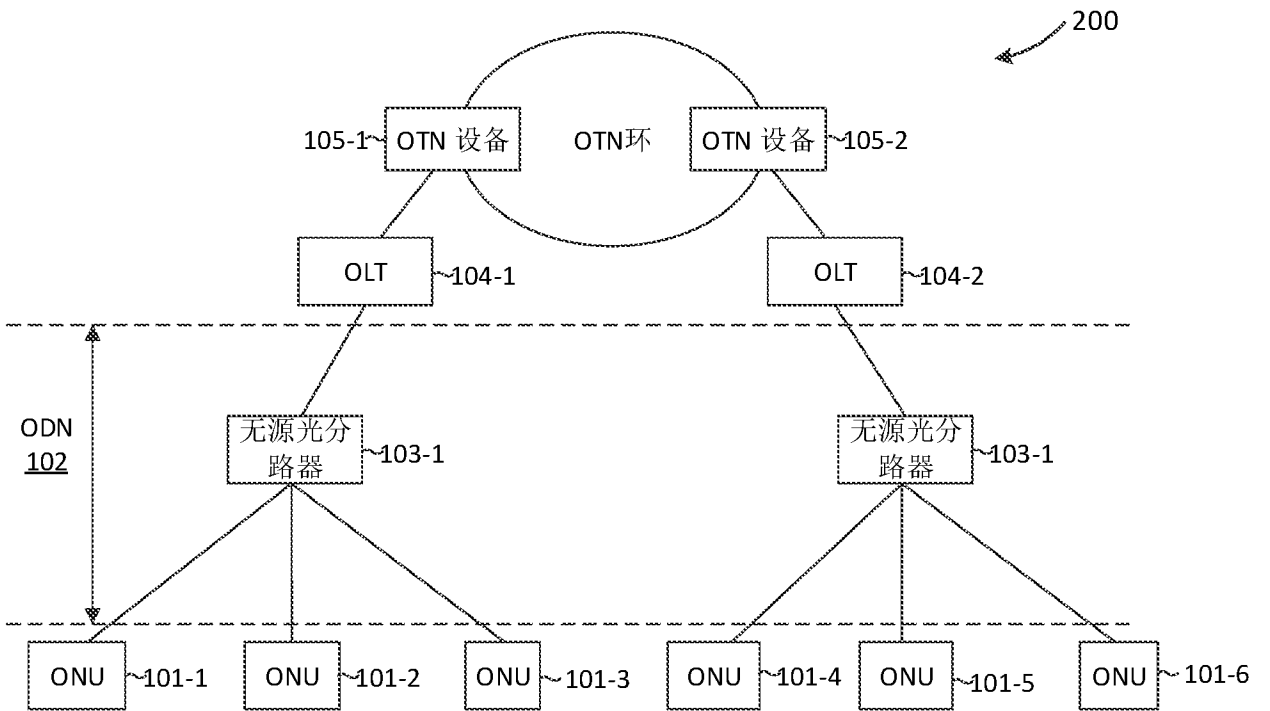 200
105-1 OTN 设备 OTN环 OTN 设备 105-2
OLT 104-1 OLT 104-2
ODN
102
无源光分
路器
103-1
无源光分
路器
103-1
ONU 101-1 ONU 101-2 ONU 101-3 ONU 101-4 ONU 101-5 ONU 101-6